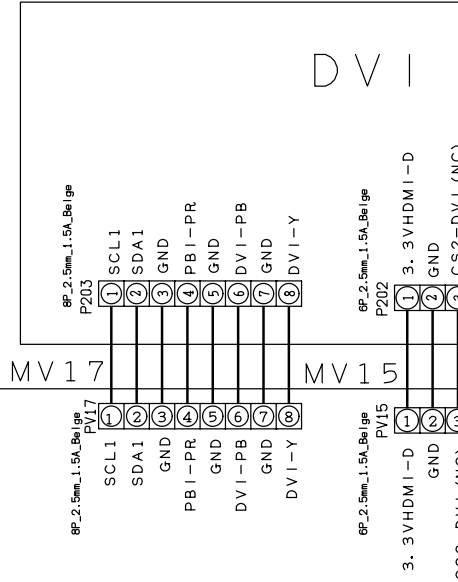 DVI
8P_2.5mm_1.5A_Beige
P203
1 SCL1
2 SDA1
3 GND
4 PBI-PR
5 GND
6 DVI-PB
7 GND
8 DVI-Y
6P_2.5mm_1.5A_Beige
P202
1 3.3VHDMI-D
2 GND
3
MV17
MV15
8P_2.5mm_1.5A_Beige
PV17
1 SCL1
2 SDA1
3 GND
4 PBI-PR
5 GND
6 DVI-PB
7 GND
8 DVI-Y
6P_2.5mm_1.5A_Beige
PV15
1 3.3VHDMI-D
2 GND